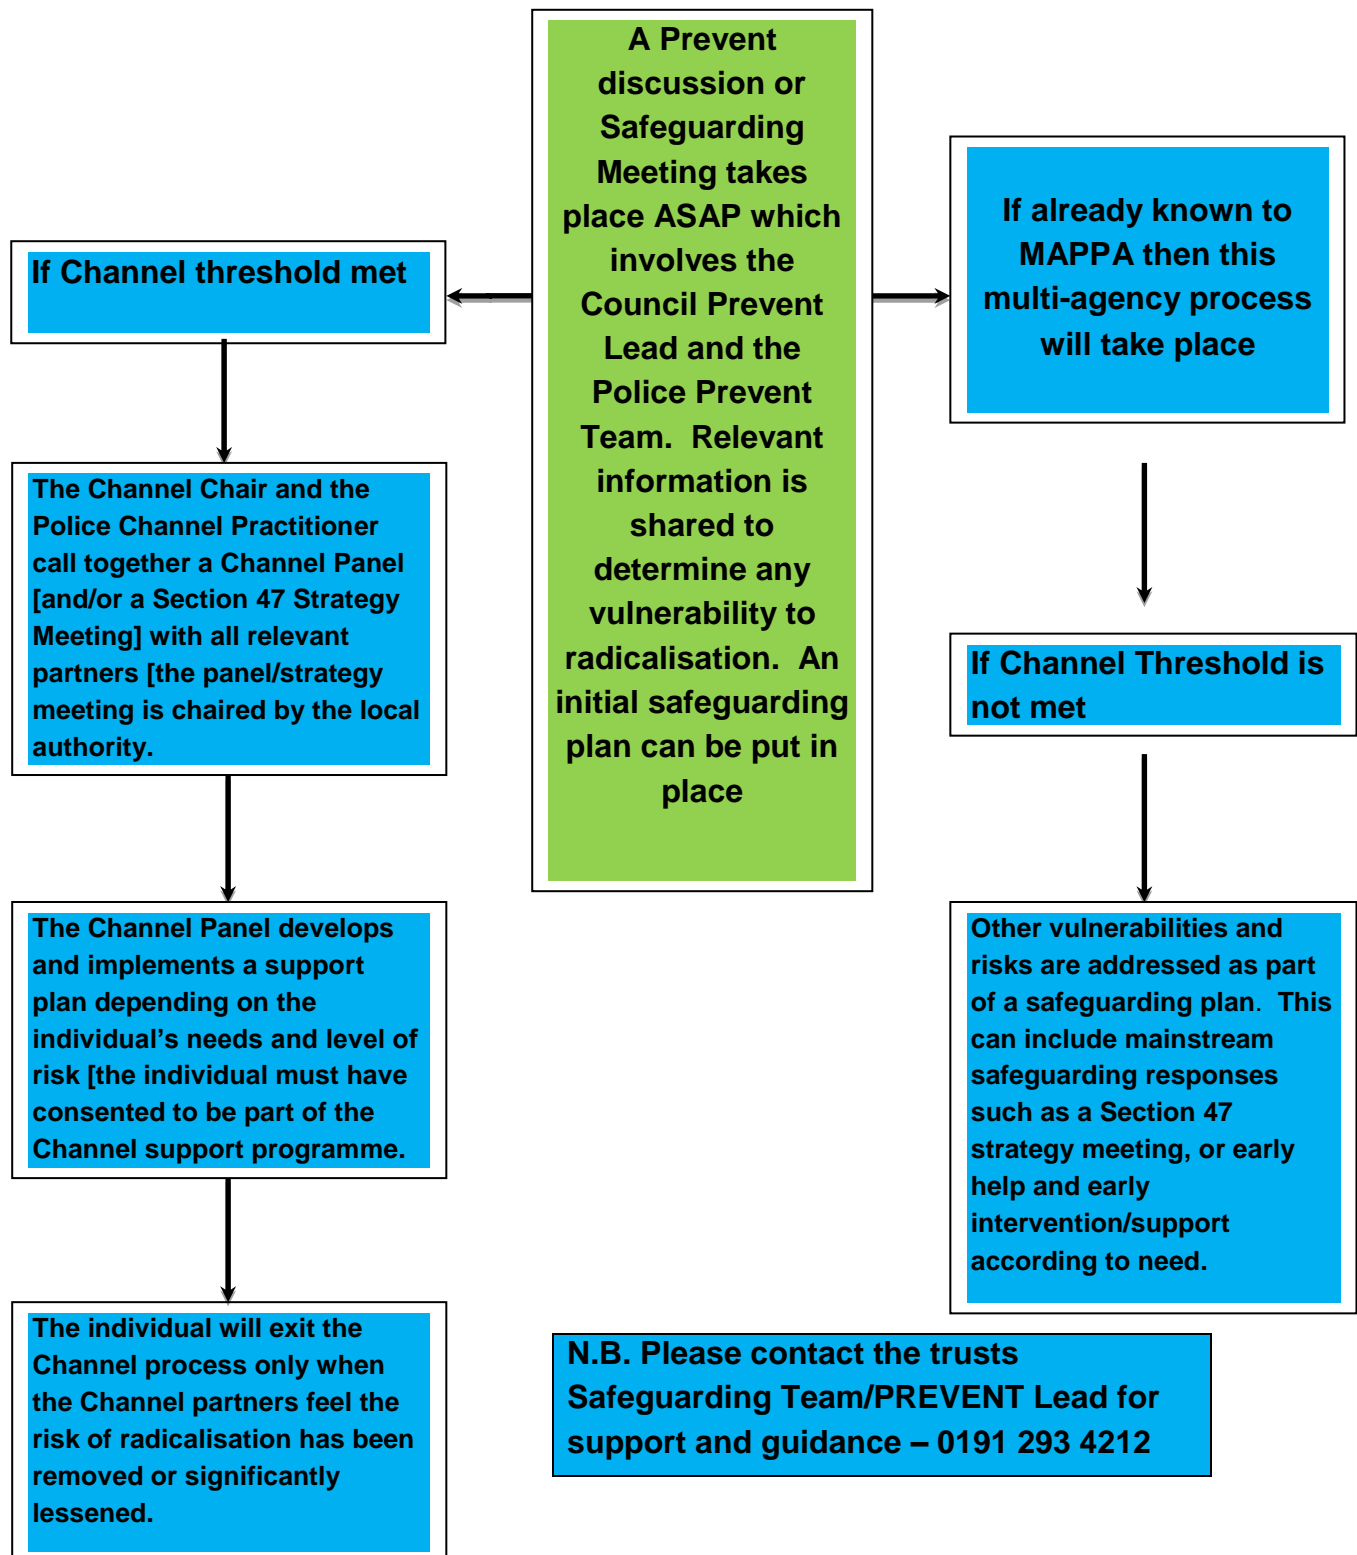 A Prevent
discussion or
Safeguarding
Meeting takes
place ASAP which
involves the
Council Prevent
Lead and the
Police Prevent
Team.  Relevant
information is
shared to
determine any
vulnerability to
radicalisation.  An
initial safeguarding
plan can be put in
place
If Channel threshold met
The Channel Chair and the
Police Channel Practitioner
call together a Channel Panel
[and/or a Section 47 Strategy
Meeting] with all relevant
partners [the panel/strategy
meeting is chaired by the local
authority.
The Channel Panel develops
and implements a support
plan depending on the
individual’s needs and level of
risk [the individual must have
consented to be part of the
Channel support programme.
The individual will exit the
Channel process only when
the Channel partners feel the
risk of radicalisation has been
removed or significantly
lessened.
If already known to
MAPPA then this
multi-agency process
will take place
If Channel Threshold is
not met
Other vulnerabilities and
risks are addressed as part
of a safeguarding plan.  This
can include mainstream
safeguarding responses
such as a Section 47
strategy meeting, or early
help and early
intervention/support
according to need.
N.B. Please contact the trusts
Safeguarding Team/PREVENT Lead for
support and guidance – 0191 293 4212